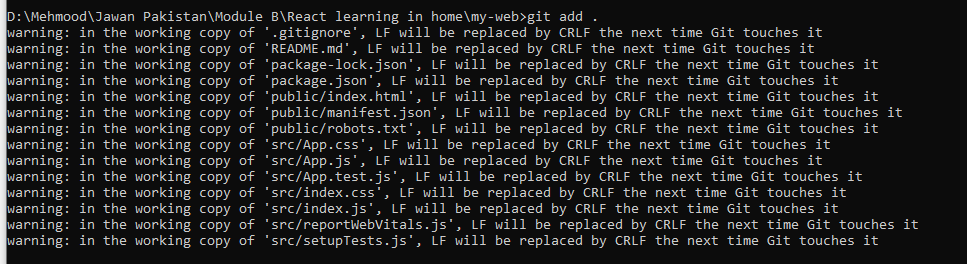 D:\Mehmood\Jawan Pakistan\Module B\React learning in home\my-web>git add .
warning: in the working copy of '.gitignore', LF will be replaced by CRLF the next time Git touches it
warning: in the working copy of 'README.md', LF will be replaced by CRLF the next time Git touches it
warning: in the working copy of 'package-lock.json', LF will be replaced by CRLF the next time Git touches it
warning: in the working copy of 'package.json', LF will be replaced by CRLF the next time Git touches it
warning: in the working copy of 'public/index.html', LF will be replaced by CRLF the next time Git touches it
warning: in the working copy of 'public/manifest.json', LF will be replaced by CRLF the next time Git touches it
warning: in the working copy of 'public/robots.txt', LF will be replaced by CRLF the next time Git touches it
warning: in the working copy of 'src/App.css', LF will be replaced by CRLF the next time Git touches it
warning: in the working copy of 'src/App.js', LF will be replaced by CRLF the next time Git touches it
warning: in the working copy of 'src/App.test.js', LF will be replaced by CRLF the next time Git touches it
warning: in the working copy of 'src/index.css', LF will be replaced by CRLF the next time Git touches it
warning: in the working copy of 'src/index.js', LF will be replaced by CRLF the next time Git touches it
warning: in the working copy of 'src/reportWebVitals.js', LF will be replaced by CRLF the next time Git touches it
warning: in the working copy of 'src/setupTests.js', LF will be replaced by CRLF the next time Git touches it